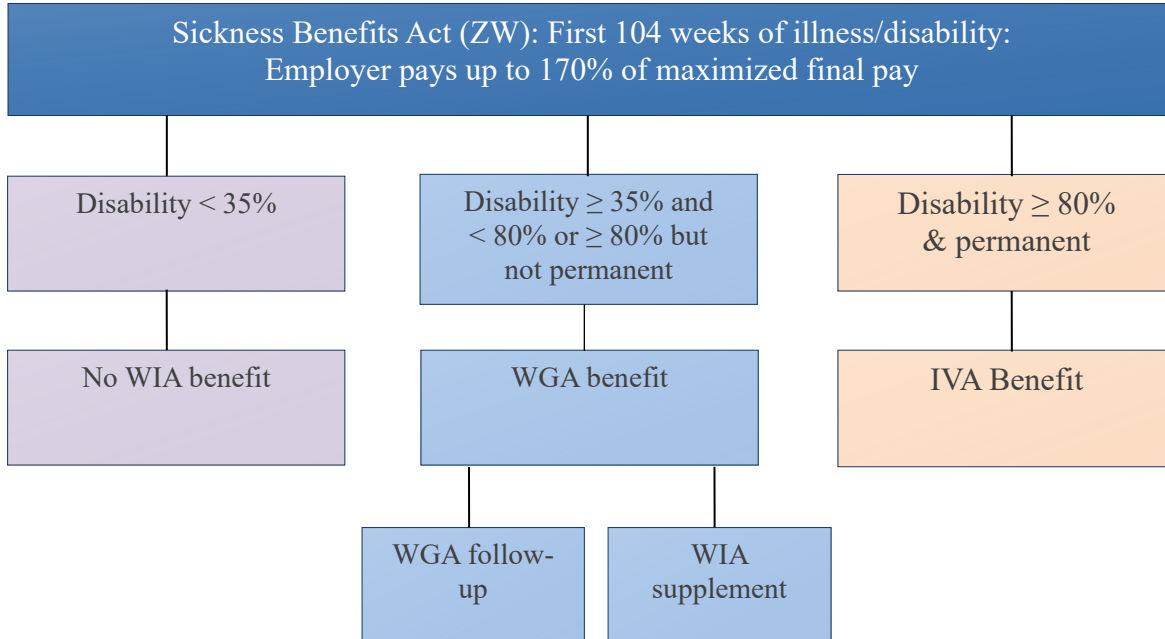 Sickness Benefits Act (ZW): First 104 weeks of illness/disability:
Employer pays up to 170% of maximized final pay
Disability < 35%
Disability ≥ 35% and
< 80% or ≥ 80% but
not permanent
Disability ≥ 80%
& permanent
No WIA benefit
WGA benefit
IVA Benefit
WGA follow-
up
WIA
supplement